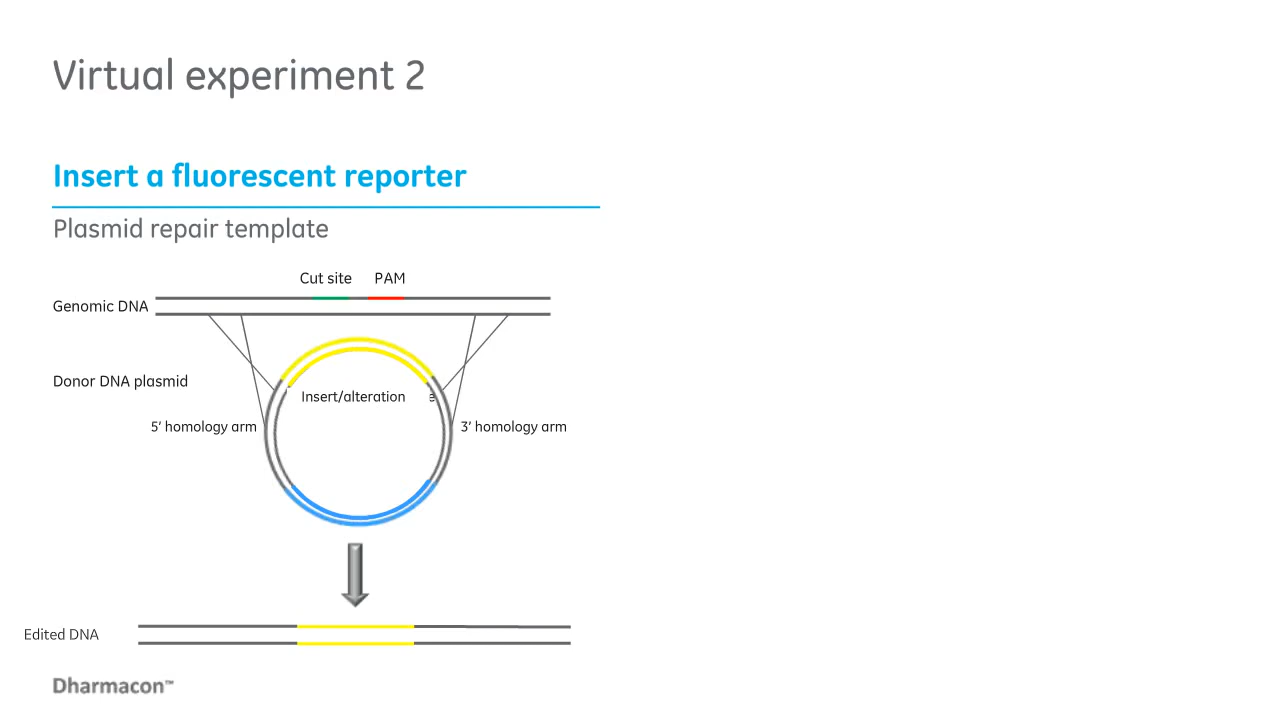 Virtual experiment 2
Insert a fluorescent reporter
Plasmid repair template
Cut site PAM
Genomic DNA
Donor DNA plasmid
Insert/alteration
5’ homology arm
3’ homology arm
Edited DNA
Dharmacon™